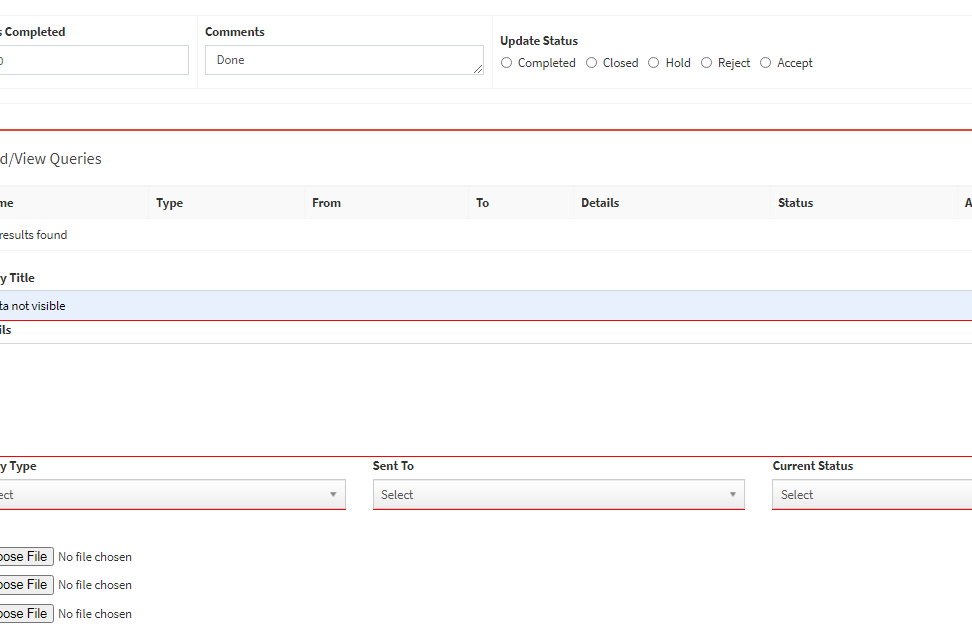 s Completed Comments Update Status
0 Done Completed Closed Hold Reject Accept
d/View Queries
me Type From To Details Status A
results found
y Title
ta not visible
ils
y Type Sent To Current Status
ect Select Select
oose File No file chosen
oose File No file chosen
oose File No file chosen